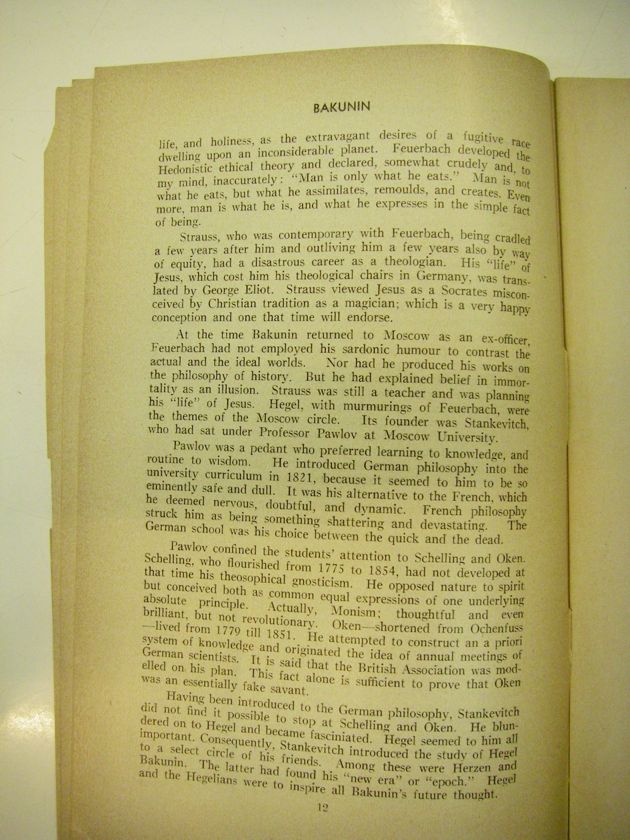 BAKUNIN
life, and holiness, as the extravagant desires of a fugitive race
dwelling upon an inconsiderable planet. Feuerbach developed the
Hedonistic ethical theory and declared, somewhat crudely and, to
my mind, inaccurately: "Man is only what he eats." Man is not
what he eats, but what he assimilates, remoulds, and creates. Even
more, man is what he is, and what he expresses in the simple fact
of being.
Strauss, who was contemporary with Feuerbach, being cradled
a few years after him and outliving him a few years also by way
of equity, had a disastrous career as a theologian. His "life" of
Jesus, which cost him his theological chairs in Germany, was trans-
lated by George Eliot. Strauss viewed Jesus as a Socrates miscon-
ceived by Christian tradition as a magician; which is a very happy
conception and one that time will endorse.
At the time Bakunin returned to Moscow as an ex-officer,
Feuerbach had not employed his sardonic humour to contrast the
actual and the ideal worlds. Nor had he produced his works on
the philosophy of history. But he had explained belief in immor-
tality as an illusion. Strauss was still a teacher and was planning
his "life" of Jesus. Hegel, with murmurings of Feuerbach, were
the themes of the Moscow circle. Its founder was Stankevitch,
who had sat under Professor Pawlov at Moscow University.
Pawlov was a pedant who preferred learning to knowledge, and
routine to wisdom. He introduced German philosophy into the
university curriculum in 1821, because it seemed to him to be so
eminently safe and dull. It was his alternative to the French, which
he deemed nervous, doubtful, and dynamic. French philosophy
struck him as being something shattering and devastating. The
German school was his choice between the quick and the dead.
Pawlov confined the students' attention to Schelling and Oken.
Schelling, who flourished from 1775 to 1854, had not developed at
that time his theosophical gnosticism. He opposed nature to spirit
but conceived both as common equal expressions of one underlying
absolute principle. Actually, Monism; thoughtful and even
brilliant, but not revolutionary. Oken—shortened from Ochenfuss
—lived from 1779 till 1851. He attempted to construct an a priori
system of knowledge and originated the idea of annual meetings of
German scientists. It is said that the British Association was mod-
elled on his plan. This fact alone is sufficient to prove that Oken
was an essentially fake savant.
Having been introduced to the German philosophy, Stankevitch
did not find it possible to stop at Schelling and Oken. He blun-
dered on to Hegel and became fasciniated. Hegel seemed to him all
important. Consequently, Stankevitch introduced the study of Hegel
to a select circle of his friends. Among these were Herzen and
Bakunin. The latter had found his "new era" or "epoch." Hegel
and the Hegelians were to inspire all Bakunin's future thought.
12